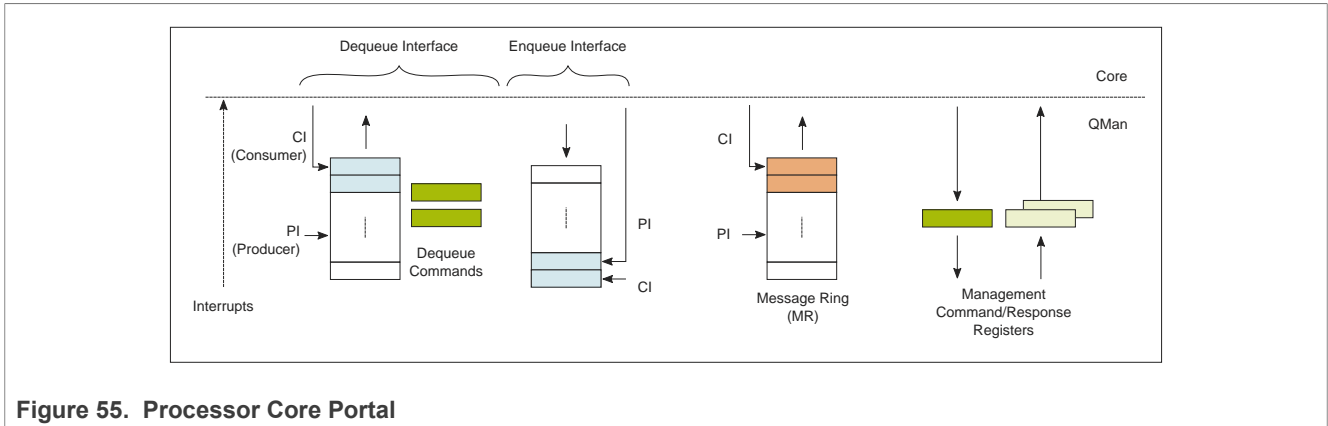 Dequeue Interface
Enqueue Interface
Core
QMan
CI
(Consumer)
PI
(Producer)
Dequeue
Commands
Interrupts
PI
CI
CI
PI
Message Ring
(MR)
Management
Command/Response
Registers
Figure 55. Processor Core Portal